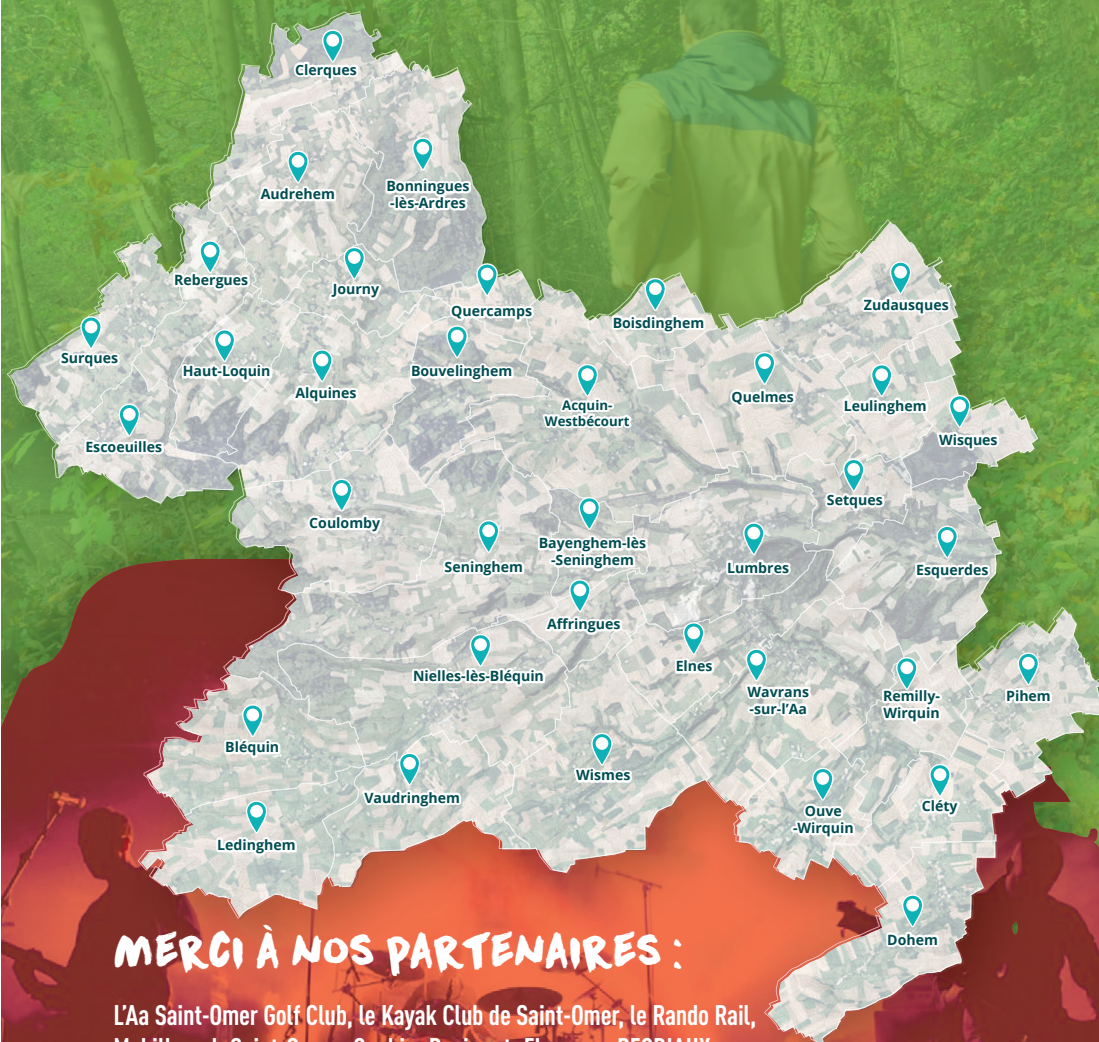 Clerques
Audrehem
Bonningues
-lès-Ardres
Rebergues
Journy
Quercamps
Zudausques
Boisdinghem
Surques
Haut-Loquin
Bouvelinghem
Alquines
Quelmes
Leulinghem
Acquin-
Westbécourt
Wisques
Escoeuilles
Setques
Coulomby
Bayenghem-lès
-Seninghem
Seninghem
Lumbres
Esquerdes
Affringues
Elnes
Nielles-lès-Bléquin
Wavrans
-sur-l'Aa
Remilly-
Wirquin
Pihem
Bléquin
Wismes
Vaudringhem
Ouve
-Wirquin
Cléty
Ledinghem
Dohem
MERCI À NOS PARTENAIRES :
L'Aa Saint-Omer Golf Club, le Kayak Club de Saint-Omer, le Rando Rail,